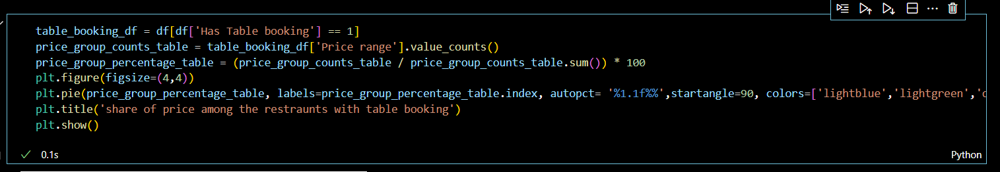 table_booking_df = df[df['Has Table booking'] == 1]
price_group_counts_table = table_booking_df['Price range'].value_counts()
price_group_percentage_table = (price_group_counts_table / price_group_counts_table.sum()) * 100
plt.figure(figsize=(4,4))
plt.pie(price_group_percentage_table, labels=price_group_percentage_table.index, autopct= '%1.1f%%',startangle=90, colors=['lightblue','lightgreen','
plt.title('share of price among the restraunts with table booking')
plt.show()
0.1s
Python